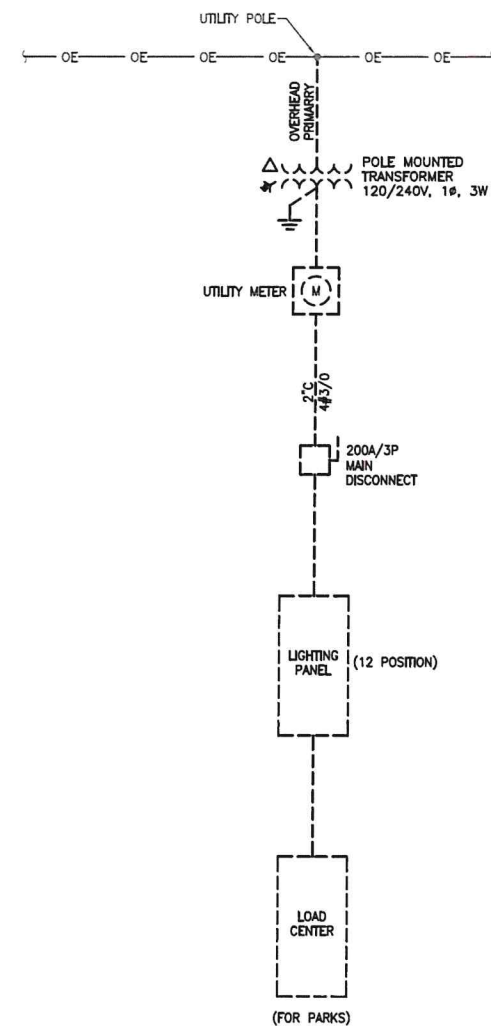 UTILITY POLE
OE OE OE OE OE OE
OVERHEAD
PRIMARRY
POLE MOUNTED
TRANSFORMER
120/240V, 1ø, 3W
UTILITY METER
M
2"C
4#3/0
200A/3P
MAIN
DISCONNECT
LIGHTING
PANEL
(12 POSITION)
LOAD
CENTER
(FOR PARKS)